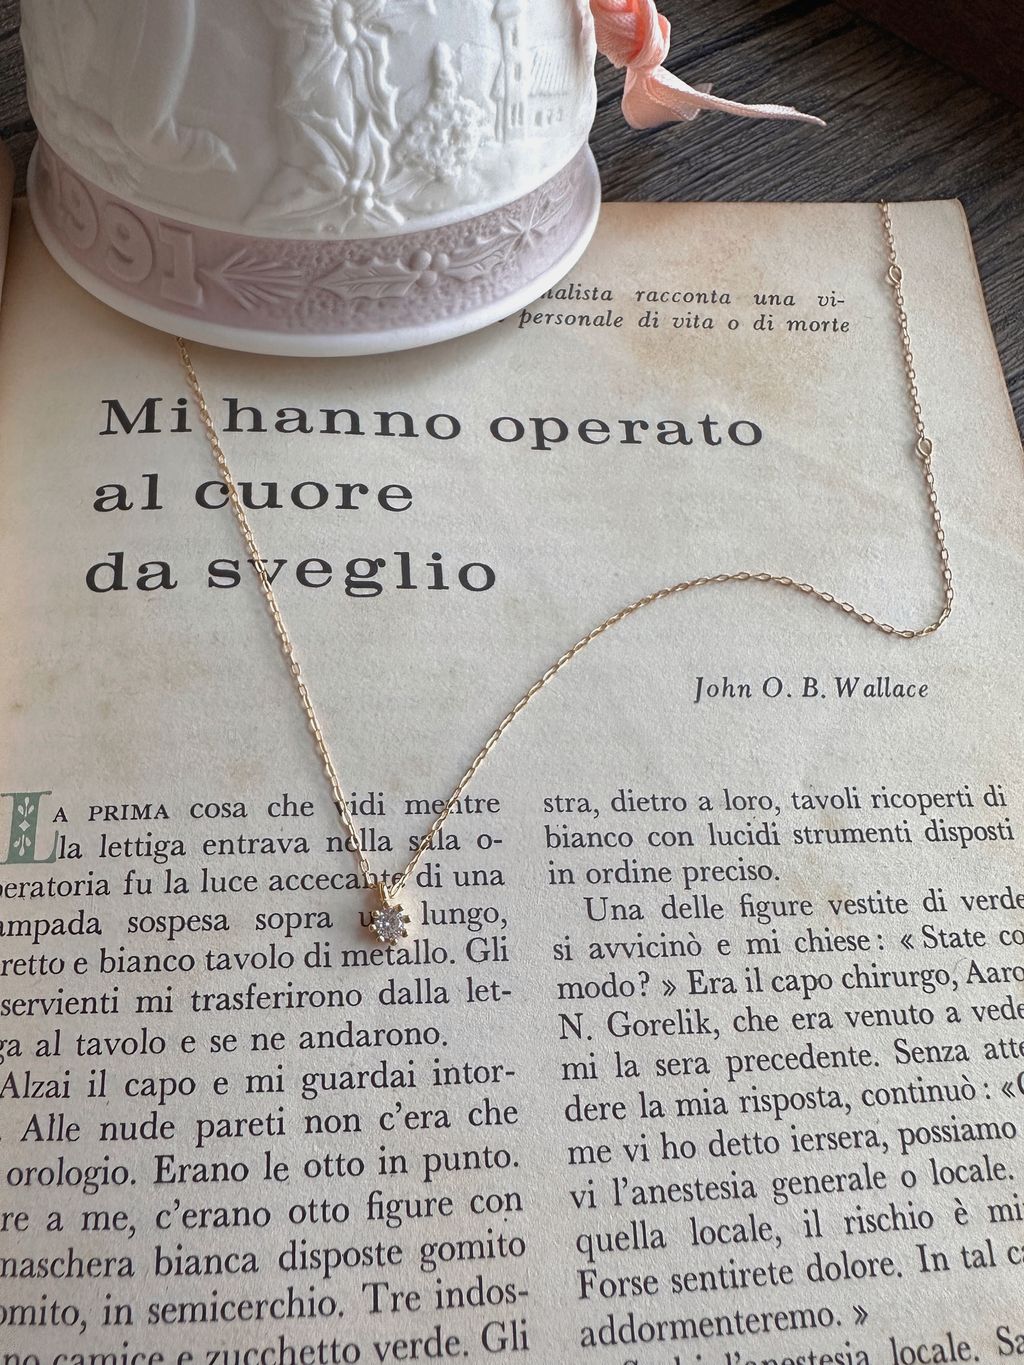 1991
racconta una vi-
personale di vita o di morte
Mi hanno operato
al cuore
da sveglio
John O. B. Wallace
LA PRIMA cosa che vidi mentre
la lettiga entrava nella sala o-
fu la luce accecante di una
sospesa sopra un lungo,
e bianco tavolo di metallo. Gli
mi trasferirono dalla let-
al tavolo e se ne andarono.
Alzai il capo e mi guardai intor-
Alle nude pareti non c'era che
orologio. Erano le otto in punto.
a me, c'erano otto figure con
maschera bianca disposte gomito
in semicerchio. Tre indos-
camice e zucchetto verde. Gli
stra, dietro a loro, tavoli ricoperti di
bianco con lucidi strumenti disposti
in ordine preciso.
Una delle figure vestite di verde
si avvicinò e mi chiese: « State co
modo? » Era il capo chirurgo, Aaro
N. Gorelik, che era venuto a vede
mi la sera precedente. Senza atte
dere la mia risposta, continuò: «
me vi ho detto iersera, possiamo
vi l'anestesia generale o locale.
quella locale, il rischio è mi
Forse sentirete dolore. In tal ca
addormenteremo. »
l'anestesia locale. Sa